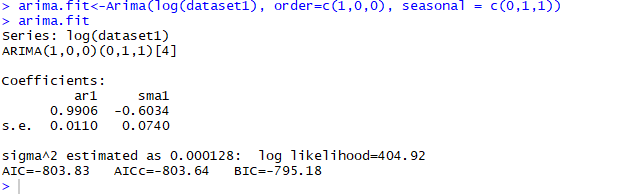 > arima.fit<-Arima(log(dataset1), order=c(1,0,0), seasonal = c(0,1,1))
> arima.fit
Series: log(dataset1)
ARIMA(1,0,0)(0,1,1)[4]
Coefficients:
ar1 sma1
0.9906 -0.6034
s.e. 0.0110 0.0740
sigma^2 estimated as 0.000128: log likelihood=404.92
AIC=-803.83 AICc=-803.64 BIC=-795.18
>